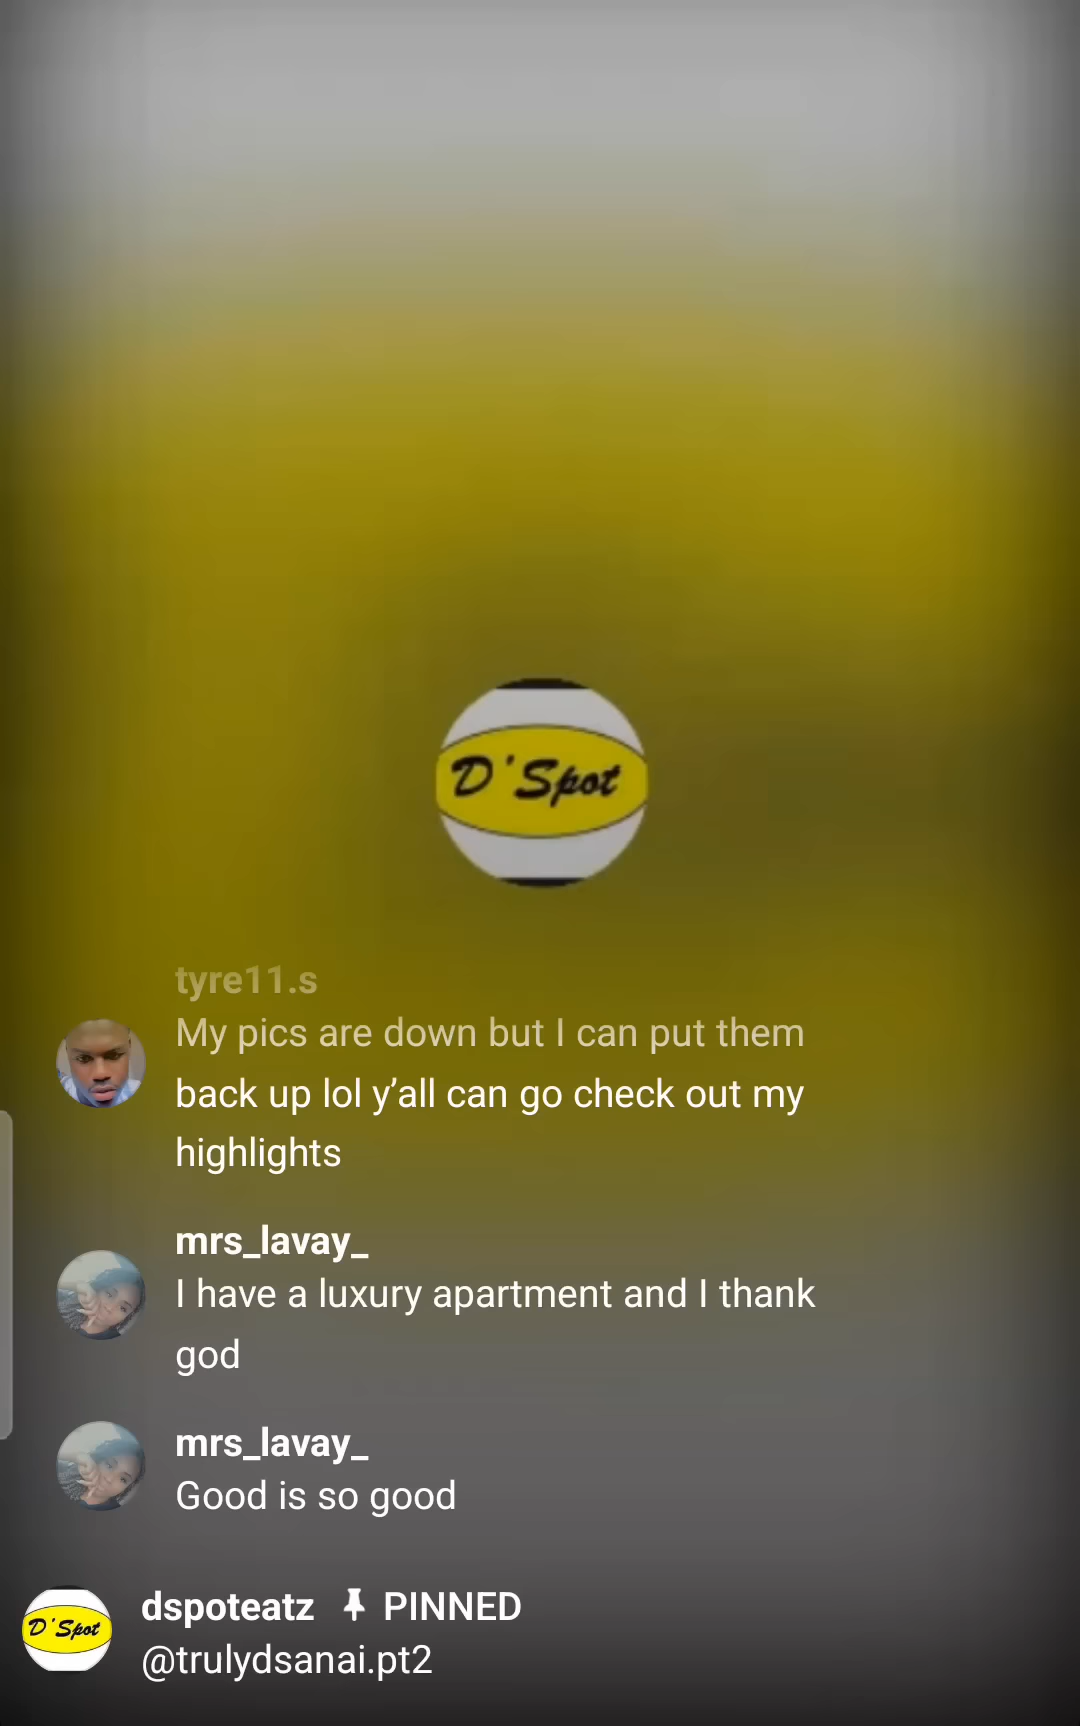 D'Spot
tyre11.s
My pics are down but I can put them
back up lol y’all can go check out my
highlights
mrs_lavay_
I have a luxury apartment and I thank
god
mrs_lavay_
Good is so good
D'Spot
dspoteatz PINNED
@trulydsanai.pt2